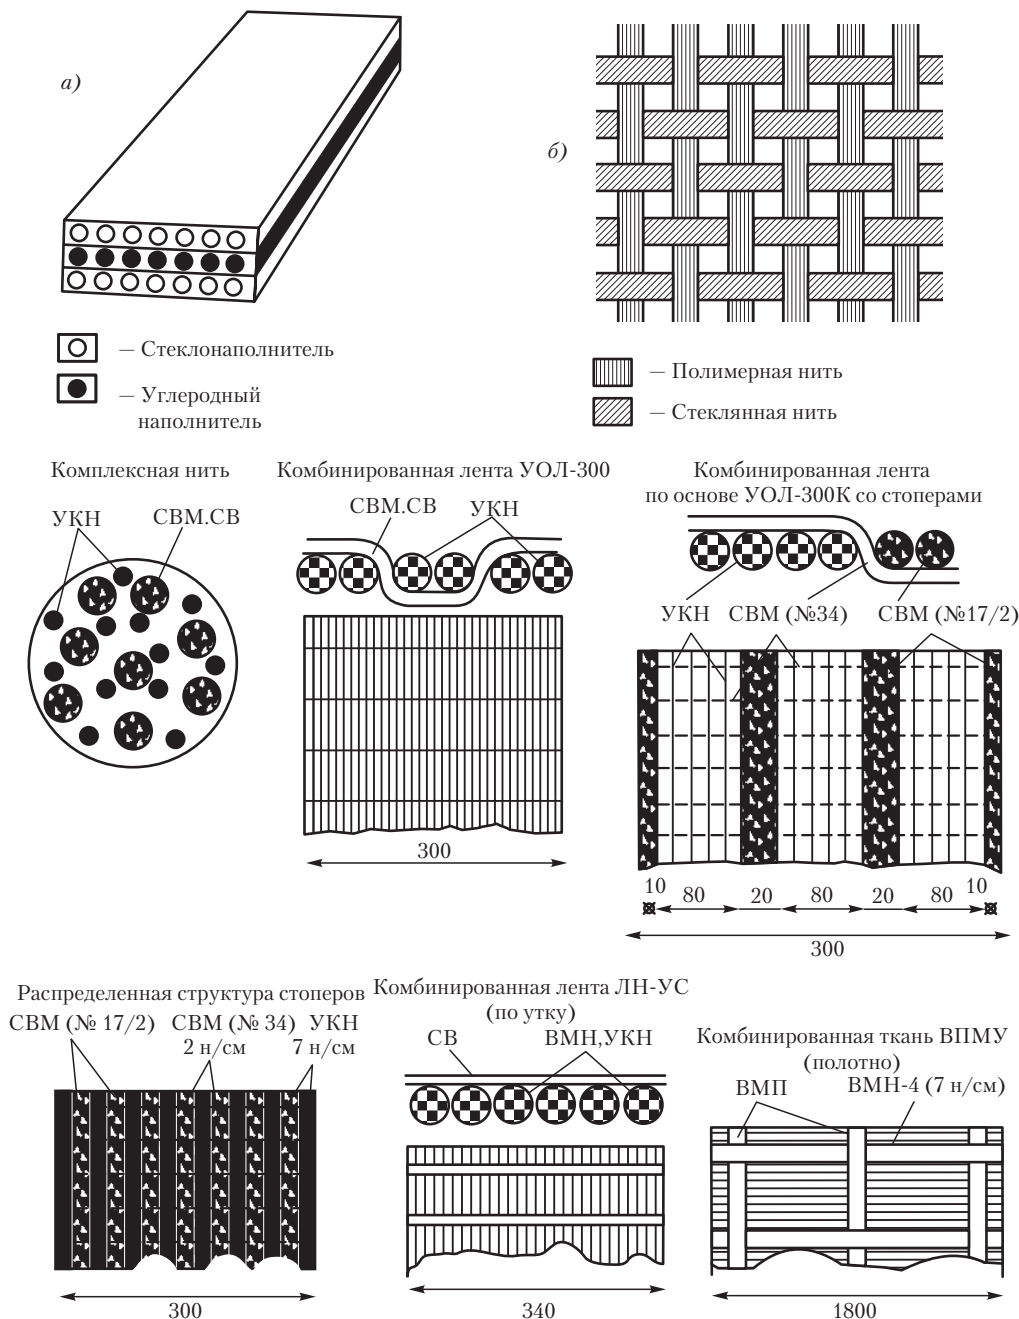 а)
б)
— Стеклонаполнитель
— Углеродный
наполнитель
— Полимерная нить
— Стеклянная нить
Комплексная нить
УКН
СВМ.СВ
Комбинированная лента УОЛ-300
СВМ.СВ
УКН
300
Комбинированная лента
по основе УОЛ-300К со стоперами
УКН
СВМ (№34)
СВМ (№17/2)
10
80
20
80
20
80
10
300
Распределенная структура стоперов
СВМ (№ 17/2)
СВМ (№ 34)
2 н/см
УКН
7 н/см
300
Комбинированная лента ЛН-УС
(по утку)
СВ
ВМН,УКН
340
Комбинированная ткань ВПМУ
(полотно)
ВМП
ВМН-4 (7 н/см)
1800